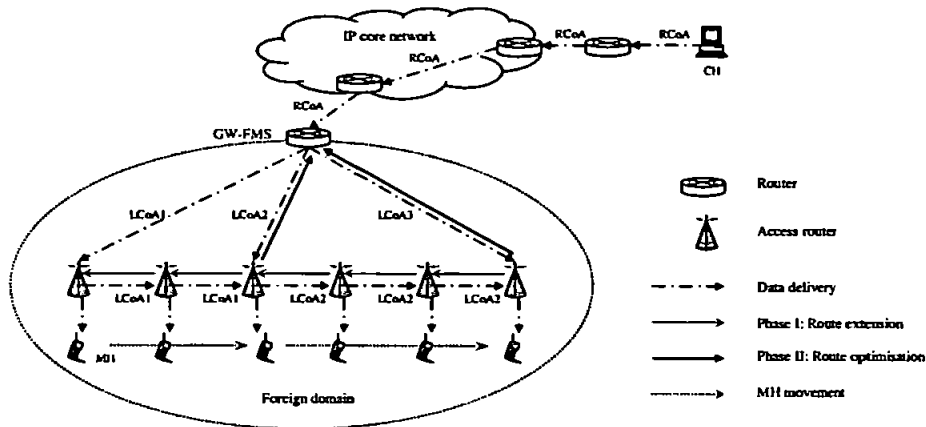 IP core network
RCoA
RCoA
RCoA
CH
RCoA
GW-FMS
LCoA1
LCoA2
LCoA3
LCoA1
LCoA1
LCoA2
LCoA2
LCoA2
MH
Foreign domain
Router
Access router
Data delivery
Phase I: Route extension
Phase II: Route optimisation
MH movement